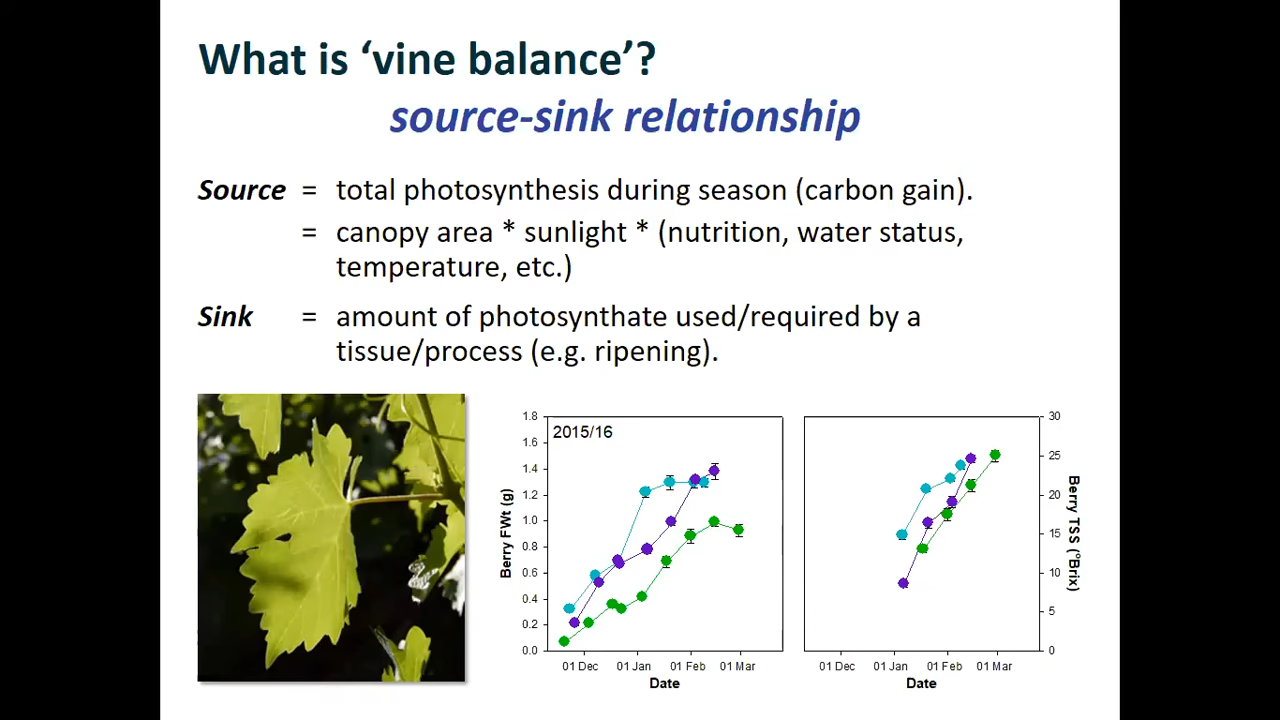 What is ‘vine balance’?
source-sink relationship
Source = total photosynthesis during season (carbon gain).
= canopy area * sunlight * (nutrition, water status,
temperature, etc.)
Sink = amount of photosynthate used/required by a
tissue/process (e.g. ripening).
2015/16
Berry FWt (g)
1.8
1.6
1.4
1.2
1.0
0.8
0.6
0.4
0.2
0.0
01 Dec 01 Jan 01 Feb 01 Mar
Date
30
25
20
15
10
5
0
Berry TSS (°Brix)
01 Dec 01 Jan 01 Feb 01 Mar
Date